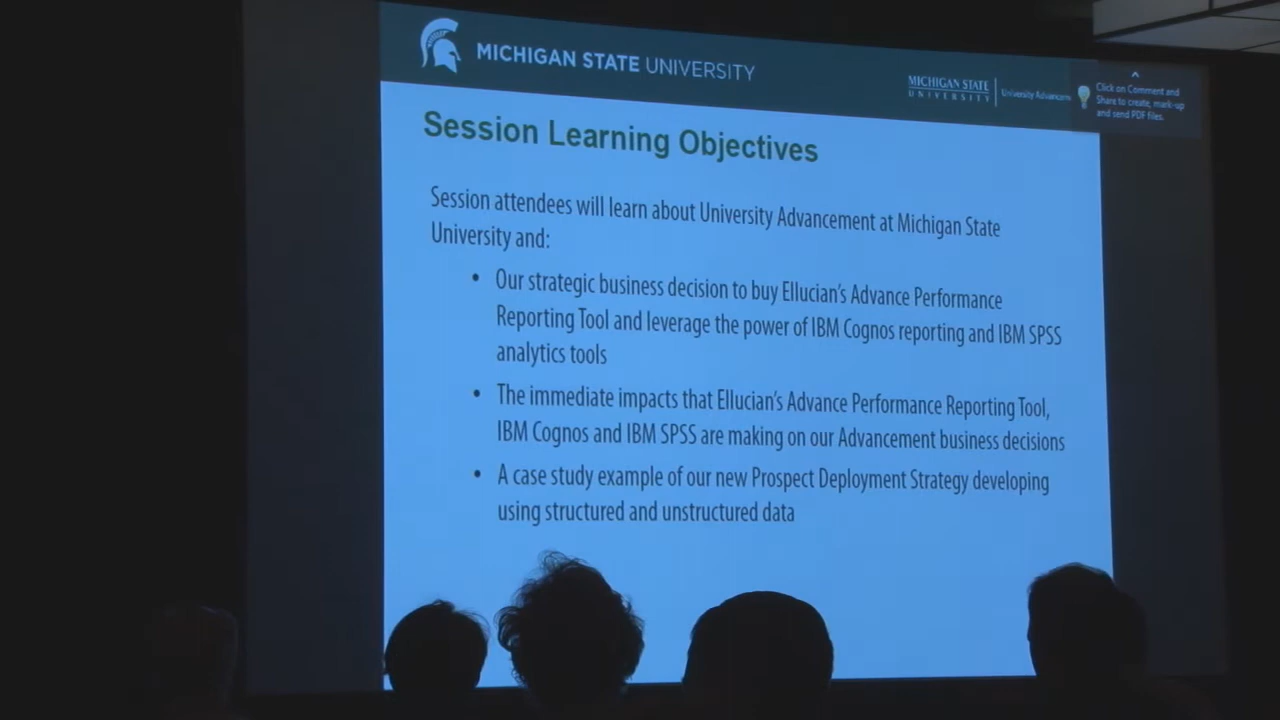 MICHIGAN STATE UNIVERSITY
MICHIGAN STATE
UNIVERSITY
University
Click on Comment and
Share to create, mark-up
and send PDF files.
Session Learning Objectives
Session attendees will learn about University Advancement at Michigan State
University and:
• Our strategic business decision to buy Ellucian's Advance Performance
Reporting Tool and leverage the power of IBM Cognos reporting and IBM SPSS
analytics tools
• The immediate impacts that Ellucian's Advance Performance Reporting Tool,
IBM Cognos and IBM SPSS are making on our Advancement business decisions
• A case study example of our new Prospect Deployment Strategy developing
using structured and unstructured data